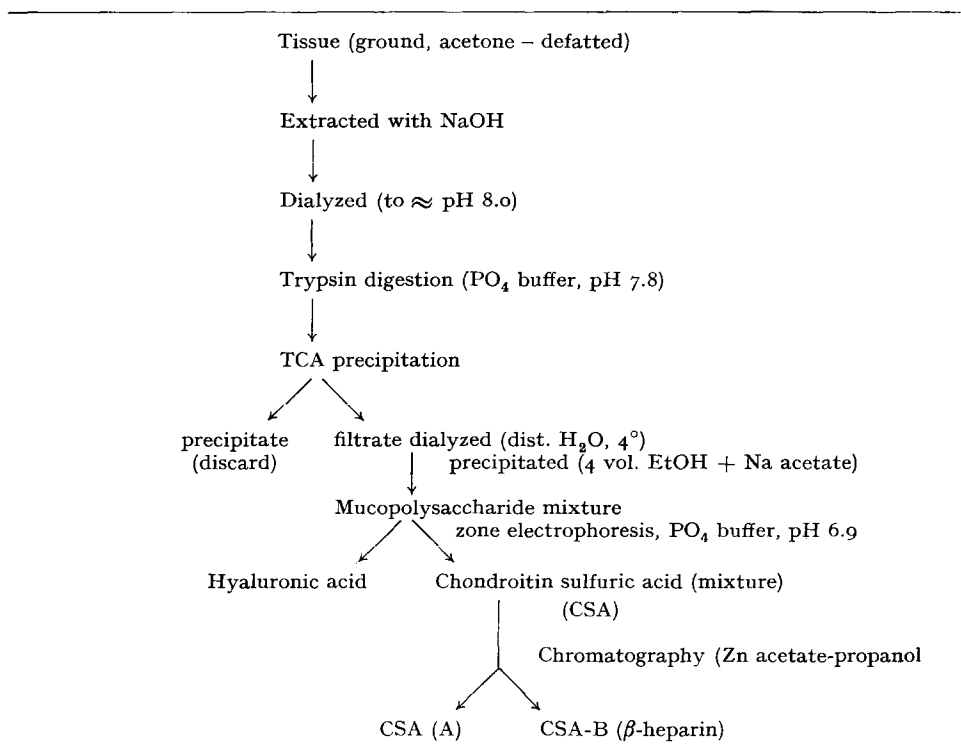 Tissue (ground, acetone – defatted)
Extracted with NaOH
Dialyzed (to ≈ pH 8.0)
Trypsin digestion (PO₄ buffer, pH 7.8)
TCA precipitation
precipitate
(discard)
filtrate dialyzed (dist. H₂O, 4°)
precipitated (4 vol. EtOH + Na acetate)
Mucopolysaccharide mixture
zone electrophoresis, PO₄ buffer, pH 6.9
Hyaluronic acid
Chondroitin sulfuric acid (mixture)
(CSA)
Chromatography (Zn acetate-propanol
CSA (A)
CSA-B (β-heparin)